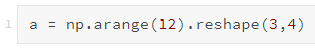 1 a = np.arange(12).reshape(3,4)